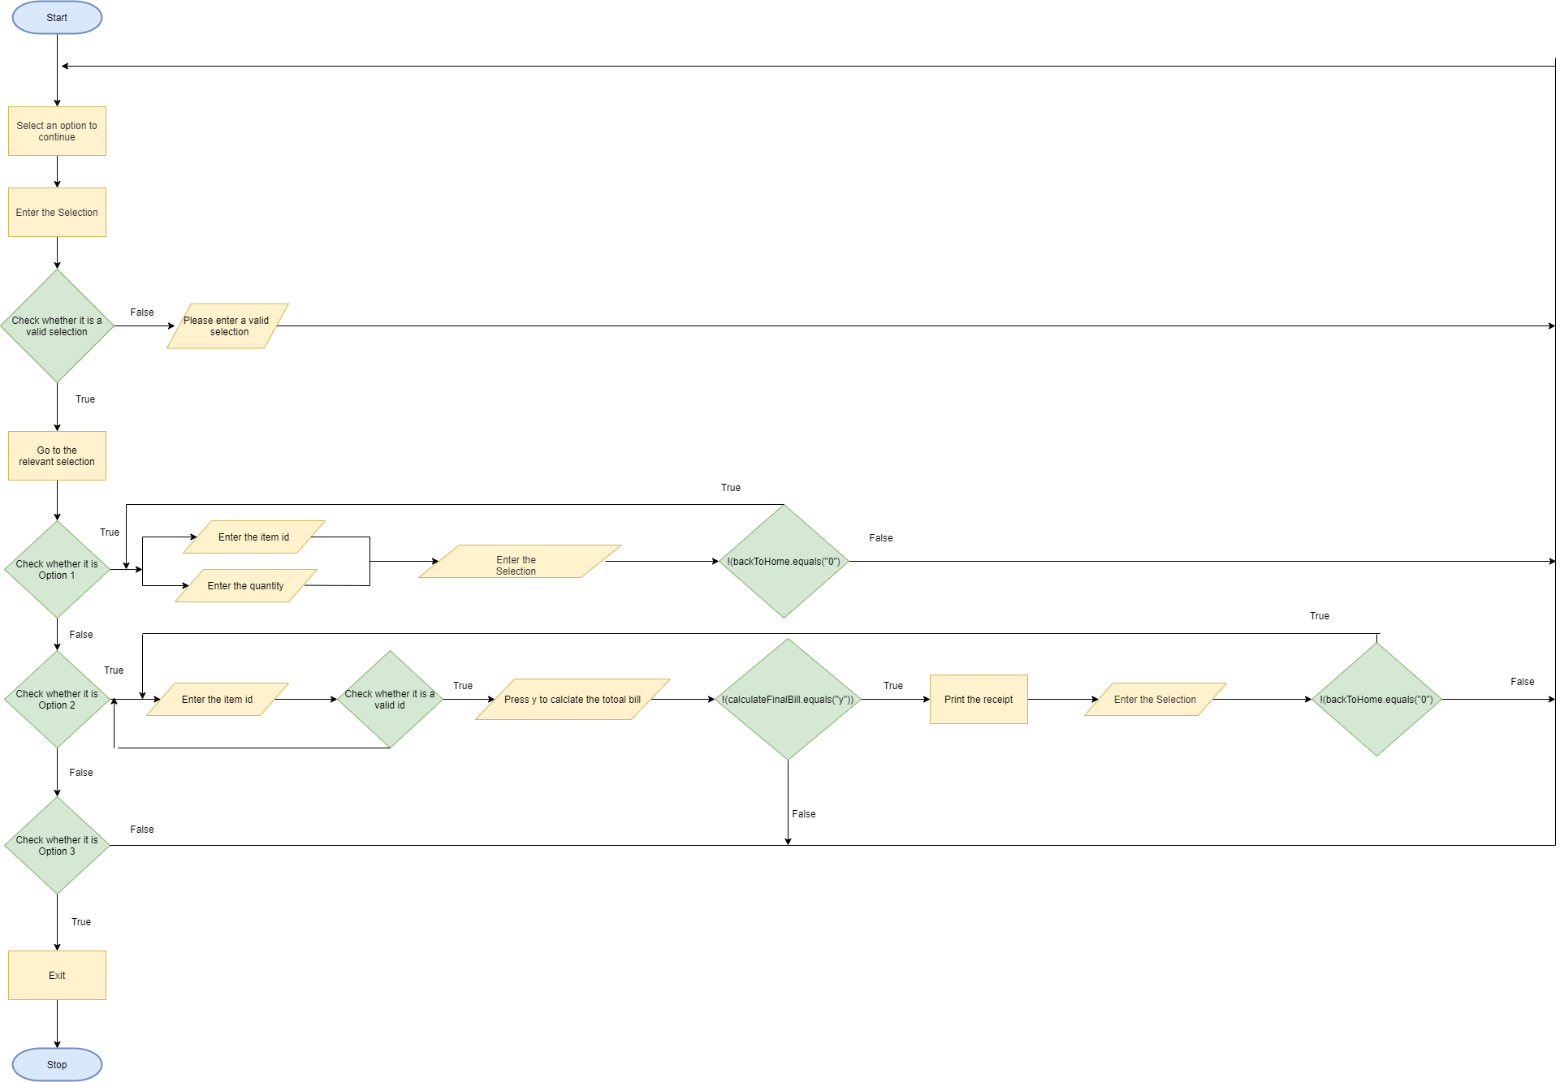 Start
Select an option to
continue
Enter the Selection
Check whether it is a
valid selection
False
Please enter a valid
selection
True
Go to the
relevant selection
True
Check whether it is
Option 1
True
Enter the item id
Enter the quantity
Enter the
Selection
!(backToHome.equals("0")
False
False
True
Check whether it is
Option 2
True
Enter the item id
Check whether it is a
valid id
True
Press y to calclate the totoal bill
!(calculateFinalBill.equals("y"))
True
Print the receipt
Enter the Selection
!(backToHome.equals("0")
False
False
False
Check whether it is
Option 3
False
True
Exit
Stop